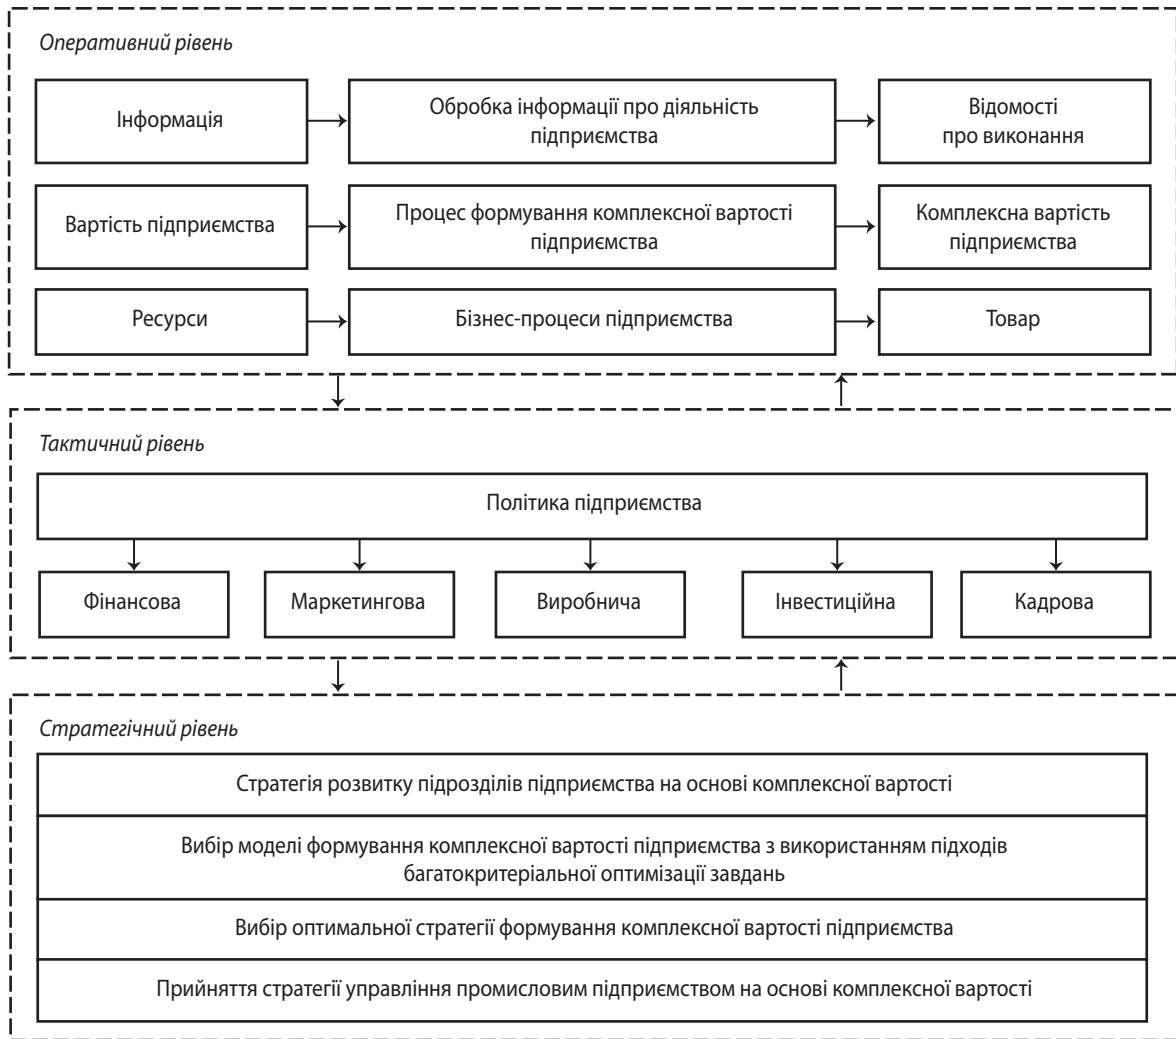 Оперативний рівень
Інформація
Обробка інформації про діяльність
підприємства
Відомості
про виконання
Вартість підприємства
Процес формування комплексної вартості
підприємства
Комплексна вартість
підприємства
Ресурси
Бізнес-процеси підприємства
Товар
Тактичний рівень
Політика підприємства
Фінансова
Маркетингова
Виробнича
Інвестиційна
Кадрова
Стратегічний рівень
Стратегія розвитку підрозділів підприємства на основі комплексної вартості
Вибір моделі формування комплексної вартості підприємства з використанням підходів
багатокритеріальної оптимізації завдань
Вибір оптимальної стратегії формування комплексної вартості підприємства
Прийняття стратегії управління промисловим підприємством на основі комплексної вартості